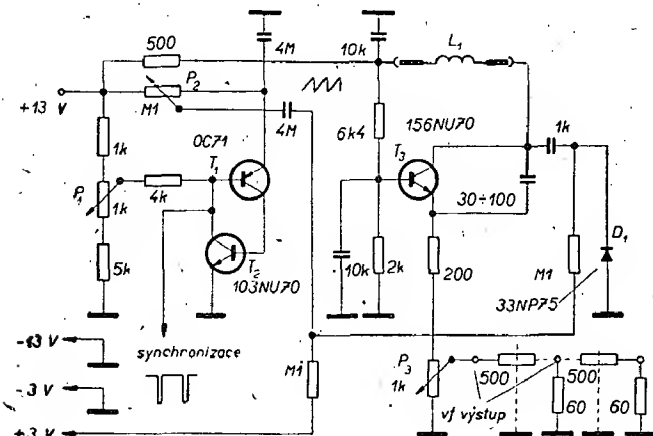 500
4M
10k
L1
+13 V
P2
M1
4M
1k
0C71
T1
6k4
156NU70
T3
1k
P1
1k
4k
30÷100
D1
5k
T2
103NU70
10k
2k
200
M1
33NP75
-13 V
synchronizace
-3 V
M1
P3
1k
500
500
vf výstup
60
60
+3 V